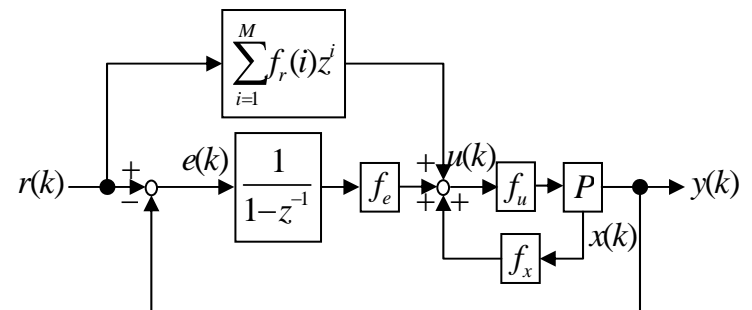 M
∑ f_r(i)z^i
i=1
r(k)
+
−
e(k)
1
1−z^{-1}
f_e
+
+
+
u(k)
f_u
P
y(k)
x(k)
f_x